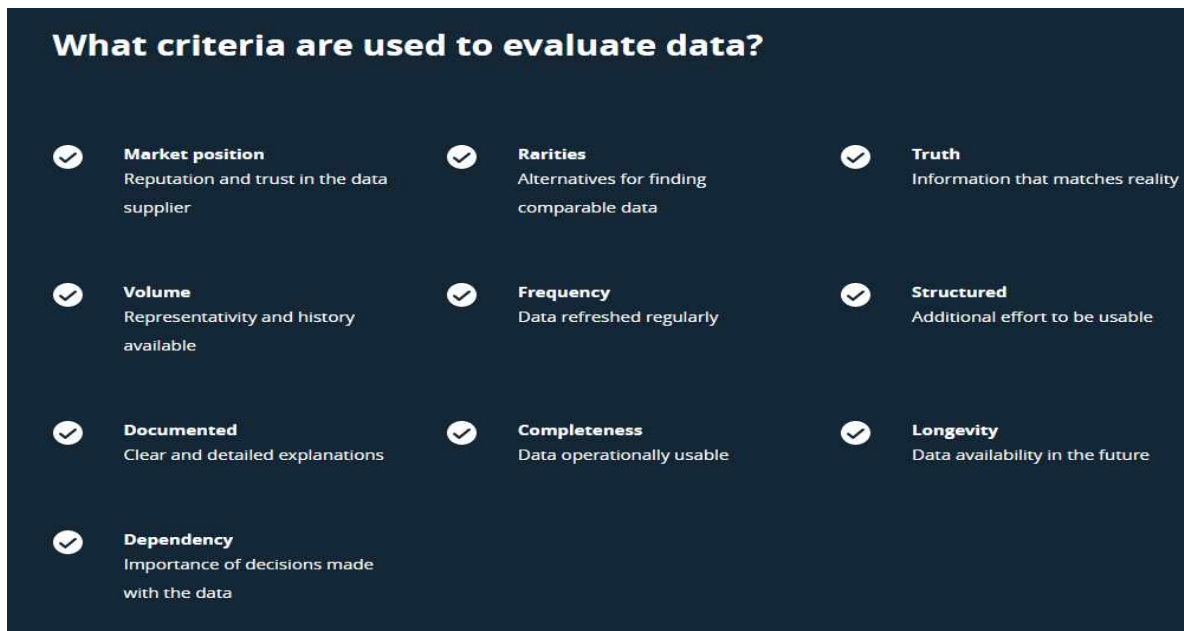 What criteria are used to evaluate data?
Market position
Reputation and trust in the data
supplier
Rarities
Alternatives for finding
comparable data
Truth
Information that matches reality
Volume
Representativity and history
available
Frequency
Data refreshed regularly
Structured
Additional effort to be usable
Documented
Clear and detailed explanations
Completeness
Data operationally usable
Longevity
Data availability in the future
Dependency
Importance of decisions made
with the data